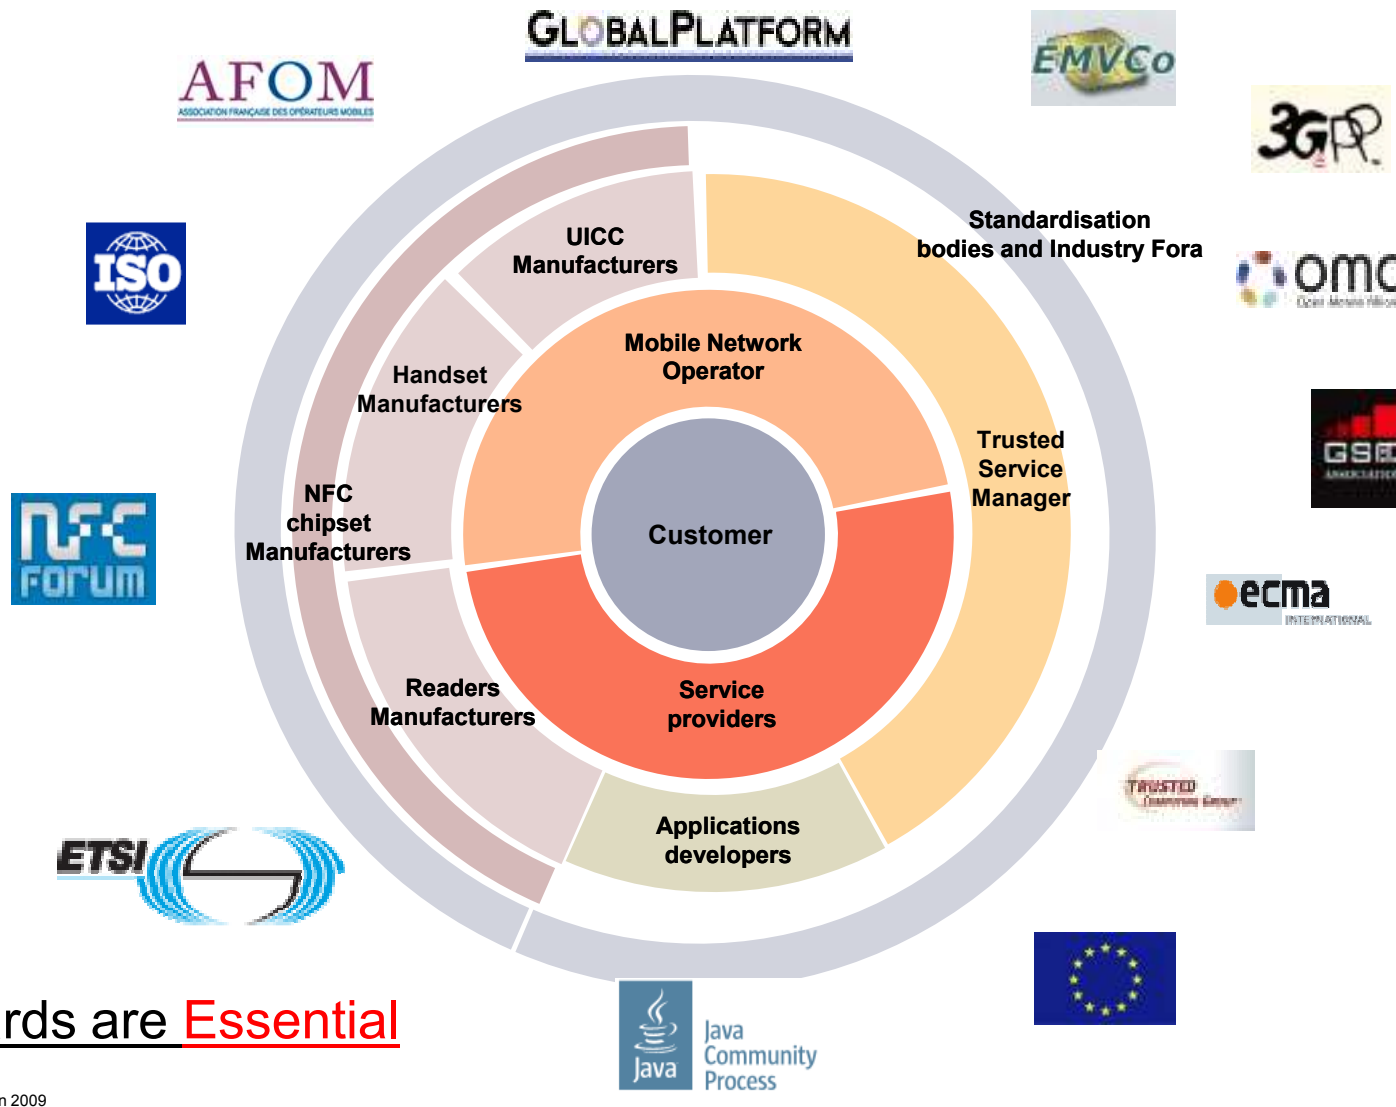 GLOBALPLATFORM
AFOM
ASSOCIATION FRANÇAISE DES OPÉRATEURS MOBILES
EMVCo
3GPP
Standardisation
bodies and Industry Fora
UICC
Manufacturers
ISO
Mobile Network
Operator
Handset
Manufacturers
Trusted
Service
Manager
NFC
chipset
Manufacturers
Customer
NFC
FORUM
ecma
INTERNATIONAL
Readers
Manufacturers
Service
providers
TRUSTED
COMPUTING GROUP
Applications
developers
ETSI
rds are Essential
Java
Java
Community
Process
n 2009